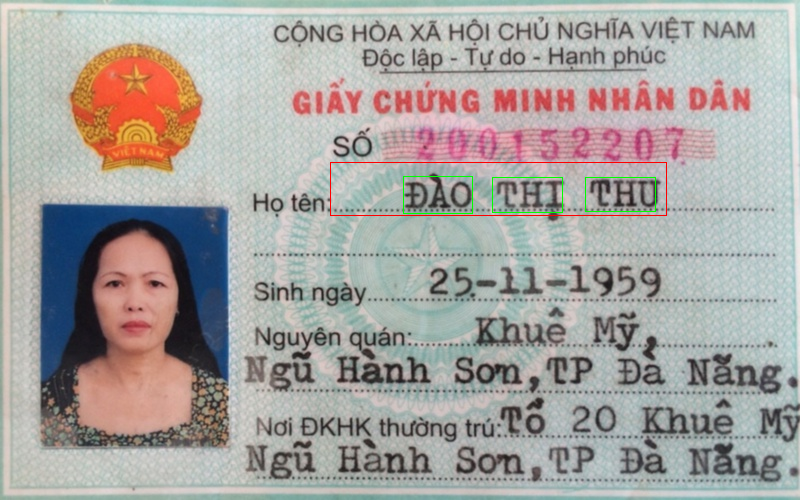 CỘNG HÒA XÃ HỘI CHỦ NGHĨA VIỆT NAM
Độc lập - Tự do - Hạnh phúc
GIẤY CHỨNG MINH NHÂN DÂN
SỐ 200152207
Họ tên: ĐÀO THỊ THU
Sinh ngày 25-11-1959
Nguyên quán: Khuê Mỹ,
Ngũ Hành Sơn, TP Đà Nẵng.
Nơi ĐKHK thường trú: Tổ 20 Khuê Mỹ
Ngũ Hành Sơn, TP Đà Nẵng.
VIỆT NAM